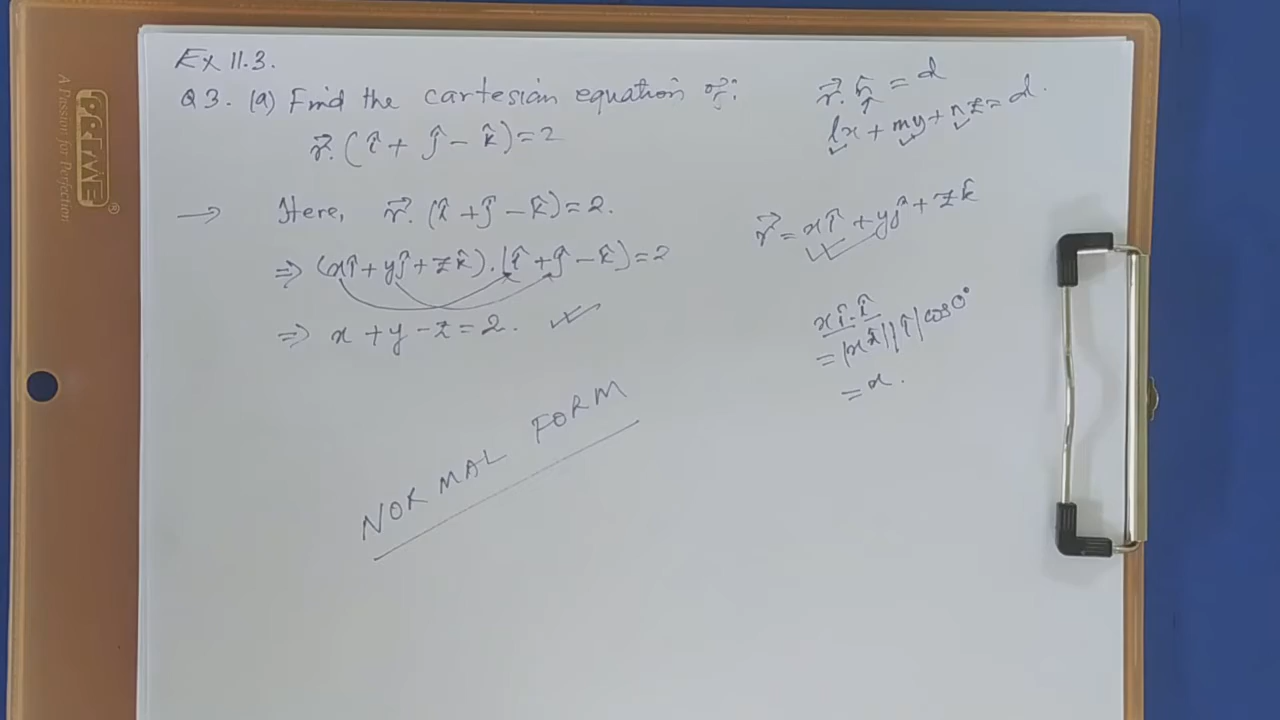 Ex 11.3.
Q3. (a) Find the cartesian equation of:
r⃗.(î + ĵ − k̂) = 2
→ Here, r⃗.(î + ĵ − k̂) = 2.
⇒ (xî + yĵ + zk̂).(î + ĵ − k̂) = 2
⇒ x + y − z = 2.
NORMAL FORM
r⃗.n̂ = d
lx + my + nz = d.
r⃗ = xî + yĵ + zk̂
xî.î
= |xî||î| cos0°
= x.
PERME
®
A Passion for Perfection